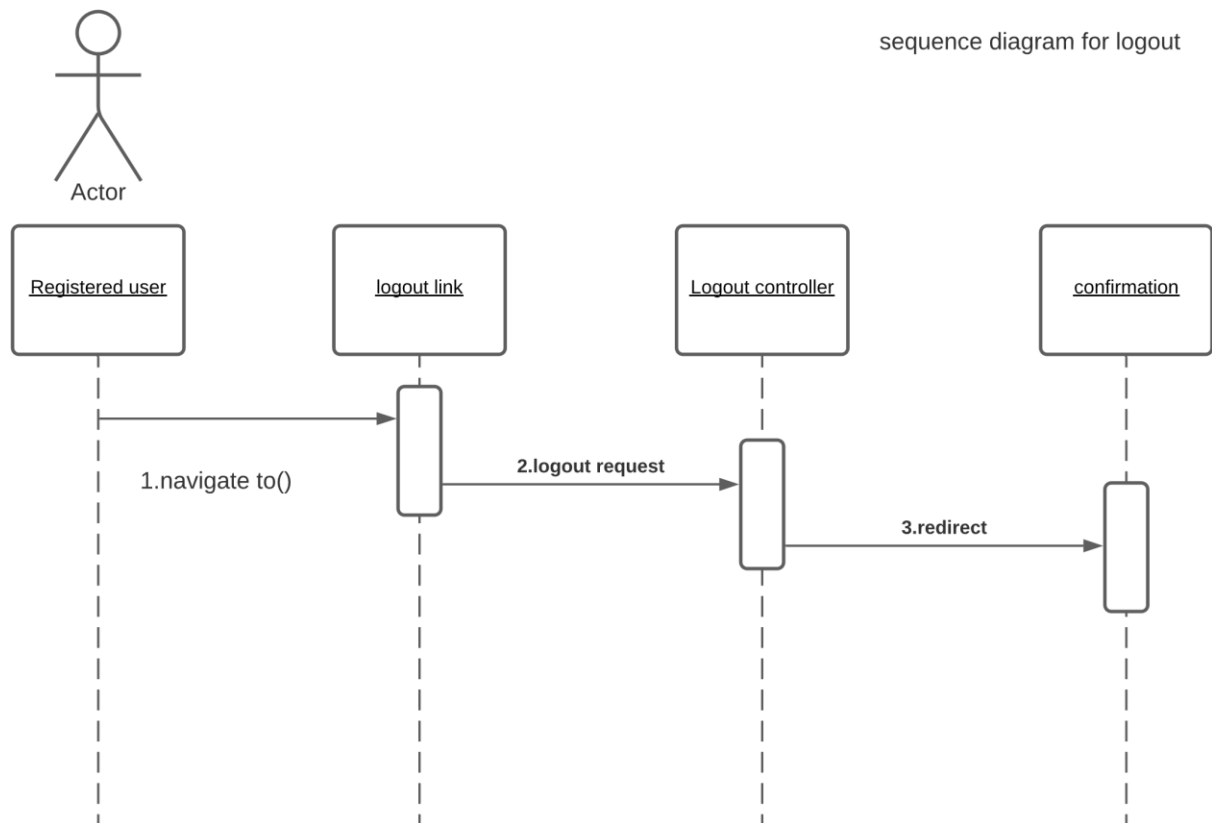 sequence diagram for logout
Actor
Registered user
logout link
Logout controller
confirmation
1.navigate to()
2.logout request
3.redirect